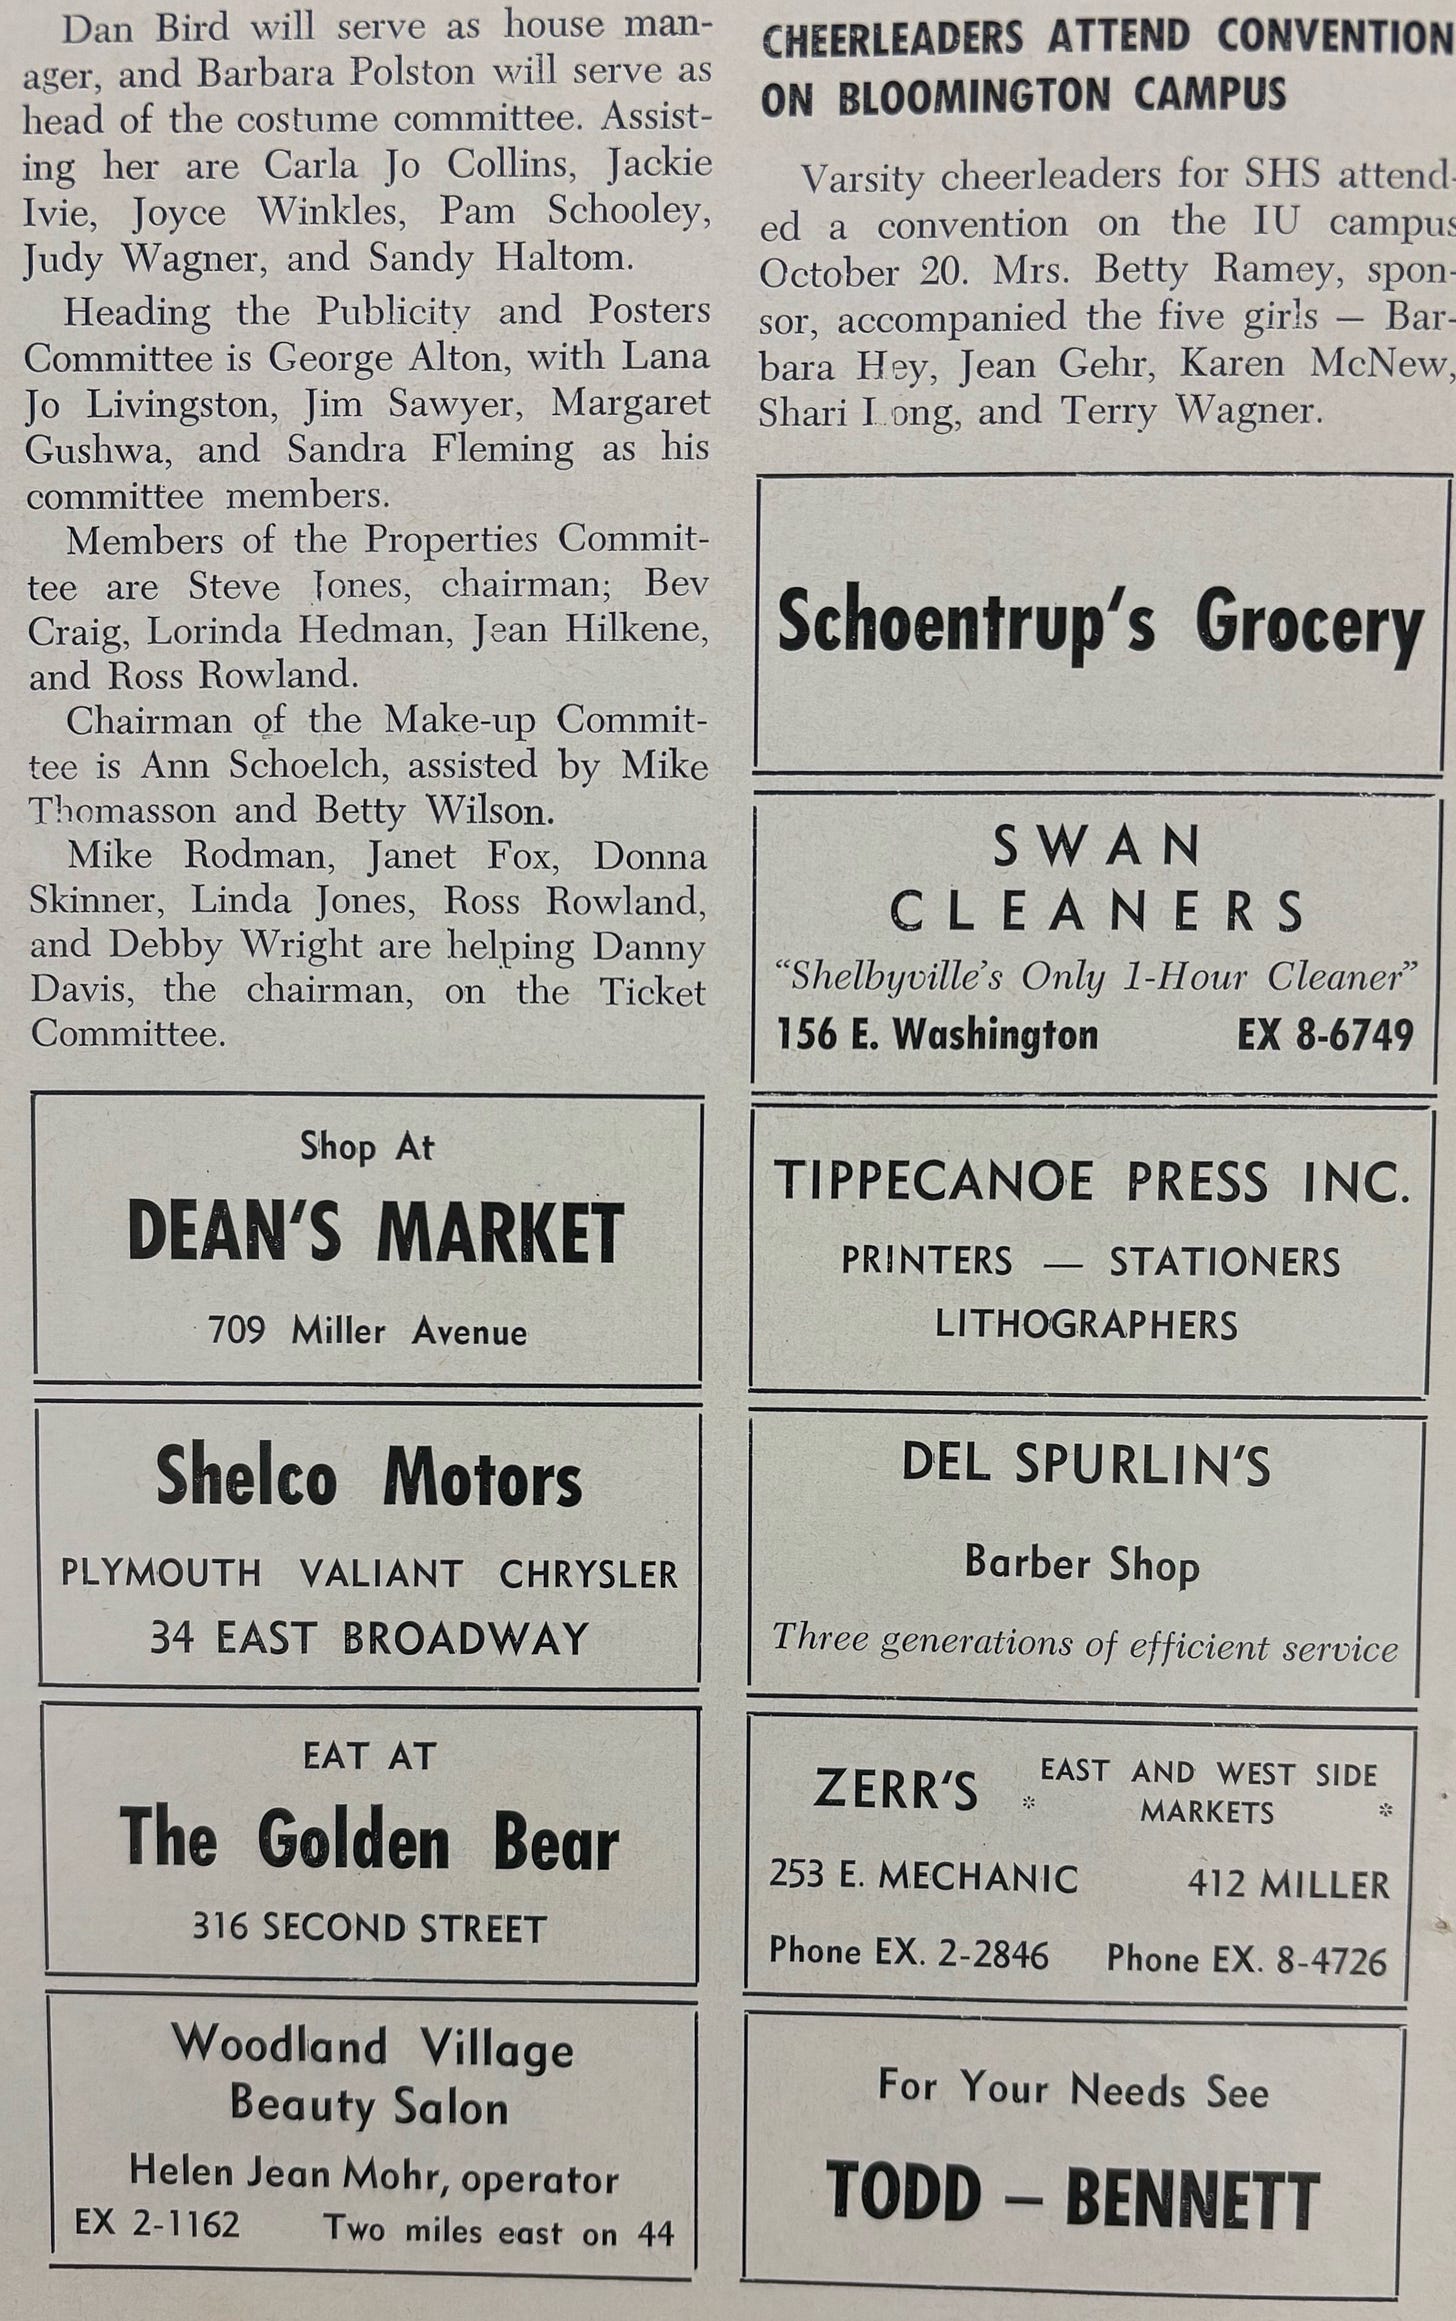 Dan Bird will serve as house man-
ager, and Barbara Polston will serve as
head of the costume committee. Assist-
ing her are Carla Jo Collins, Jackie
Ivie, Joyce Winkles, Pam Schooley,
Judy Wagner, and Sandy Haltom.
Heading the Publicity and Posters
Committee is George Alton, with Lana
Jo Livingston, Jim Sawyer, Margaret
Gushwa, and Sandra Fleming as his
committee members.
Members of the Properties Commit-
tee are Steve Jones, chairman; Bev
Craig, Lorinda Hedman, Jean Hilkene,
and Ross Rowland.
Chairman of the Make-up Commit-
tee is Ann Schoelch, assisted by Mike
Thomasson and Betty Wilson.
Mike Rodman, Janet Fox, Donna
Skinner, Linda Jones, Ross Rowland,
and Debby Wright are helping Danny
Davis, the chairman, on the Ticket
Committee.
Shop At
DEAN'S MARKET
709 Miller Avenue
Shelco Motors
PLYMOUTH VALIANT CHRYSLER
34 EAST BROADWAY
EAT AT
The Golden Bear
316 SECOND STREET
Woodland Village
Beauty Salon
Helen Jean Mohr, operator
EX 2-1162 Two miles east on 44
CHEERLEADERS ATTEND CONVENTION
ON BLOOMINGTON CAMPUS
Varsity cheerleaders for SHS attend-
ed a convention on the IU campus
October 20. Mrs. Betty Ramey, spon-
sor, accompanied the five girls — Bar-
bara Hey, Jean Gehr, Karen McNew,
Shari Long, and Terry Wagner.
Schoentrup's Grocery
SWAN
CLEANERS
"Shelbyville's Only 1-Hour Cleaner"
156 E. Washington EX 8-6749
TIPPECANOE PRESS INC.
PRINTERS — STATIONERS
LITHOGRAPHERS
DEL SPURLIN'S
Barber Shop
Three generations of efficient service
ZERR'S * EAST AND WEST SIDE
MARKETS *
253 E. MECHANIC 412 MILLER
Phone EX. 2-2846 Phone EX. 8-4726
For Your Needs See
TODD — BENNETT